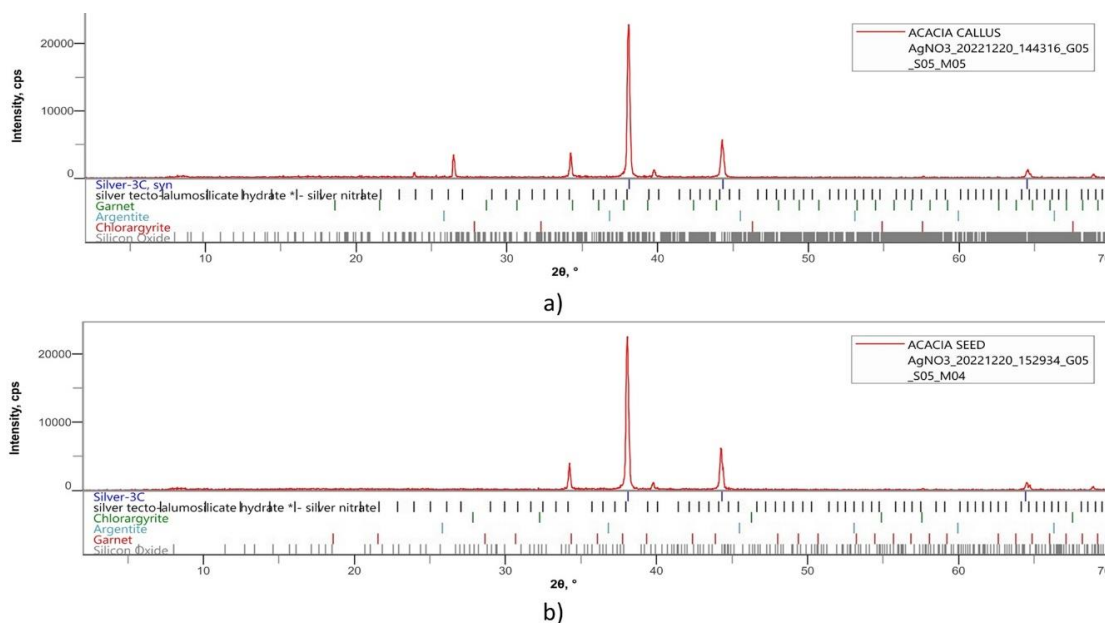 Intensity, cps
20000
10000
0
ACACIA CALLUS
AgNO3_20221220_144316_G05
_S05_M05
Silver-3C, syn
silver tecto-alumosilicate hydrate *- silver nitrate
Garnet
Argentite
Chlorargyrite
Silicon Oxide
10 20 30 40 50 60 70
2θ, °
a)
Intensity, cps
20000
10000
0
ACACIA SEED
AgNO3_20221220_152934_G05
_S05_M04
Silver-3C
silver tecto-alumosilicate hydrate *- silver nitrate
Chlorargyrite
Argentite
Garnet
Silicon Oxide
10 20 30 40 50 60 70
2θ, °
b)